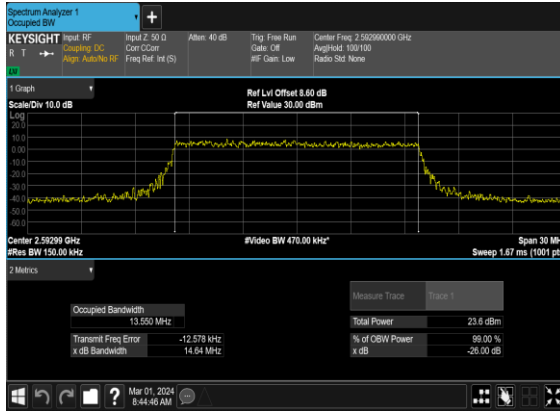 Spectrum Analyzer 1
Occupied BW
+
KEYSIGHT Input: RF Input Z: 50 Ω Atten: 40 dB Trig: Free Run Center Freq: 2.592990000 GHz
R T Coupling: DC Corr CCorr Gate: Off Avg|Hold: 100/100
Align: Auto/No RF Freq Ref: Int (S) #IF Gain: Low Radio Std: None
LV
1 Graph
Ref Lvl Offset 8.60 dB
Scale/Div 10.0 dB Ref Value 30.00 dBm
Log
20.0
10.0
0.00
-10.0
-20.0
-30.0
-40.0
-50.0
-60.0
Center 2.59299 GHz #Video BW 470.00 kHz* Span 30 MH
#Res BW 150.00 kHz Sweep 1.67 ms (1001 pt
2 Metrics
Measure Trace Trace 1
Occupied Bandwidth
13.550 MHz Total Power 23.6 dBm
Transmit Freq Error -12.578 kHz % of OBW Power 99.00 %
x dB Bandwidth 14.64 MHz x dB -26.00 dB
? Mar 01, 2024
8:44:46 AM